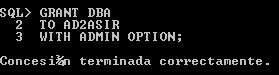 SQL> GRANT DBA
2 TO AD2ASIR
3 WITH ADMIN OPTION;
Concesi¾n terminada correctamente.